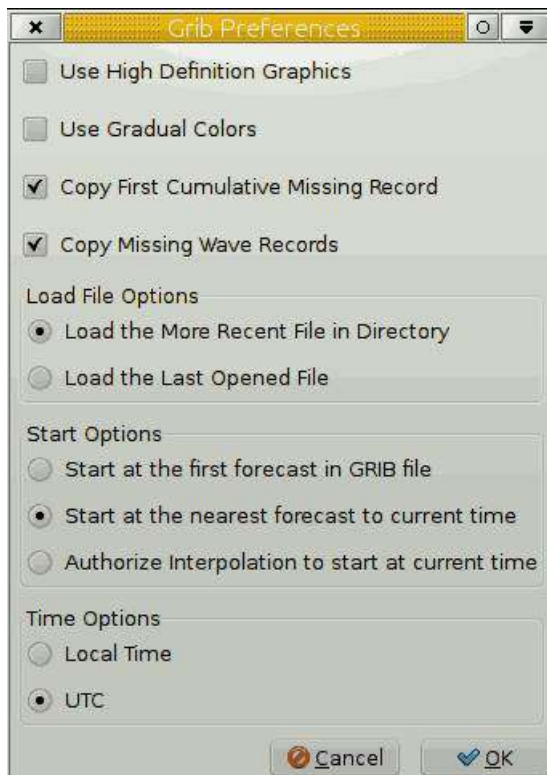 Grib Preferences
Use High Definition Graphics
Use Gradual Colors
Copy First Cumulative Missing Record
Copy Missing Wave Records
Load File Options
Load the More Recent File in Directory
Load the Last Opened File
Start Options
Start at the first forecast in GRIB file
Start at the nearest forecast to current time
Authorize Interpolation to start at current time
Time Options
Local Time
UTC
Cancel OK